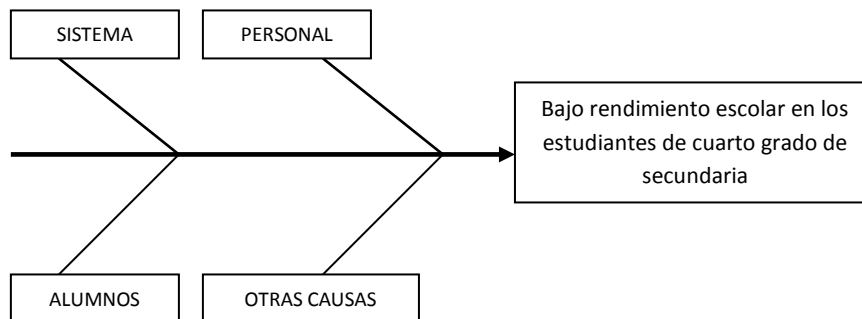 SISTEMA
PERSONAL
Bajo rendimiento escolar en los
estudiantes de cuarto grado de
secundaria
ALUMNOS
OTRAS CAUSAS